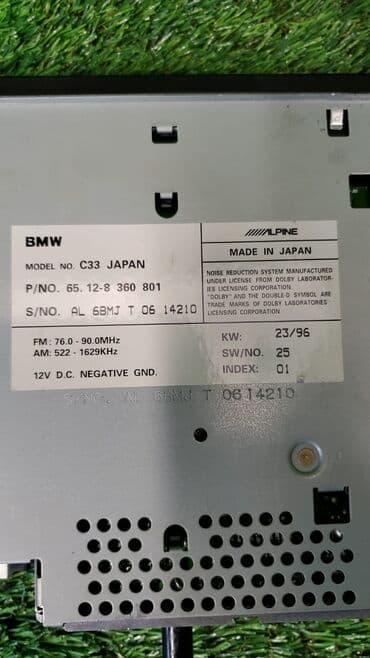 BMW
MODEL NO. C33 JAPAN
P/NO. 65.12-8 360 801
S/NO. AL 6BMJ T 06 14210
ALPINE
MADE IN JAPAN
NOISE REDUCTION SYSTEM MANUFACTURED
UNDER LICENSE FROM DOLBY LABORATOR-
IES LICENSING CORPORATION.
"DOLBY" AND THE DOUBLE-D SYMBOL ARE
TRADE MARKS OF DOLBY LABORATORIES
LICENSING CORPORATION.
FM: 76.0 - 90.0MHz
AM: 522 - 1629KHz
12V D.C. NEGATIVE GND.
KW: 23/96
SW/NO. 25
INDEX: 01
S/NO. AL 6BMJ T 0614210